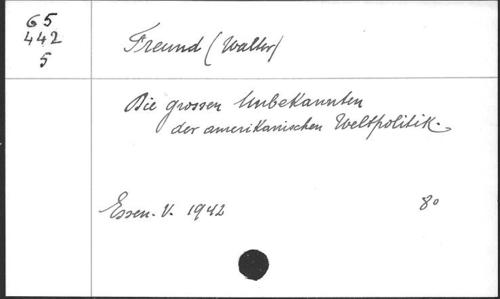 65
442
5
Freund (Walter)
Die grossen Unbekannten
der amerikanischen Weltpolitik.
Essen. V. 1942
8°